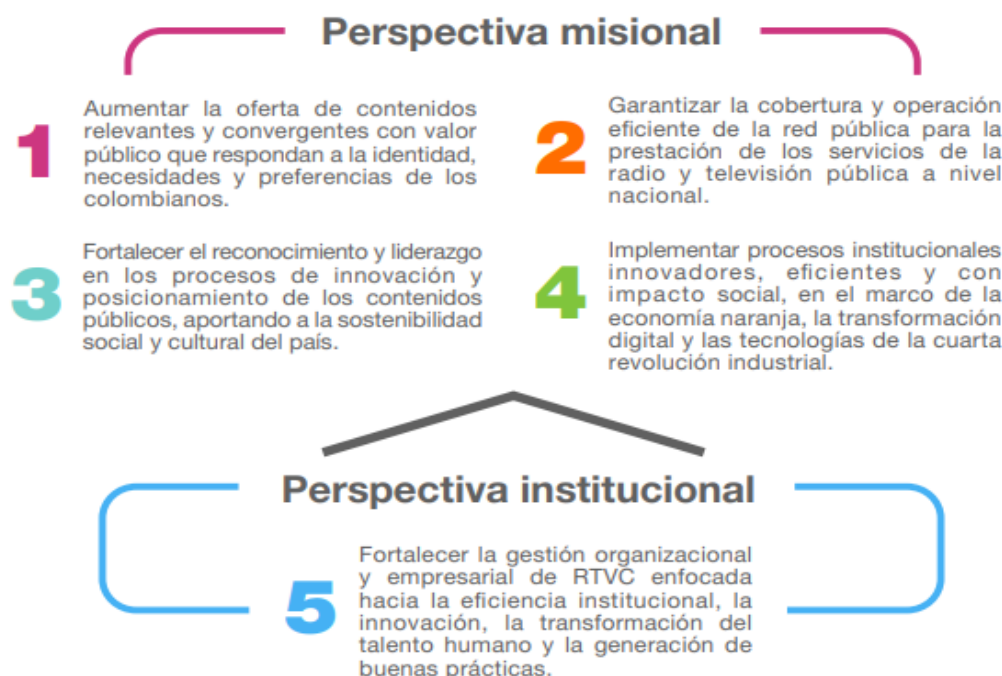 Perspectiva misional
1
Aumentar la oferta de contenidos
relevantes y convergentes con valor
público que respondan a la identidad,
necesidades y preferencias de los
colombianos.
2
Garantizar la cobertura y operación
eficiente de la red pública para la
prestación de los servicios de la
radio y televisión pública a nivel
nacional.
3
Fortalecer el reconocimiento y liderazgo
en los procesos de innovación y
posicionamiento de los contenidos
públicos, aportando a la sostenibilidad
social y cultural del país.
4
Implementar procesos institucionales
innovadores, eficientes y con
impacto social, en el marco de la
economía naranja, la transformación
digital y las tecnologías de la cuarta
revolución industrial.
Perspectiva institucional
5
Fortalecer la gestión organizacional
y empresarial de RTVC enfocada
hacia la eficiencia institucional, la
innovación, la transformación del
talento humano y la generación de
buenas prácticas.